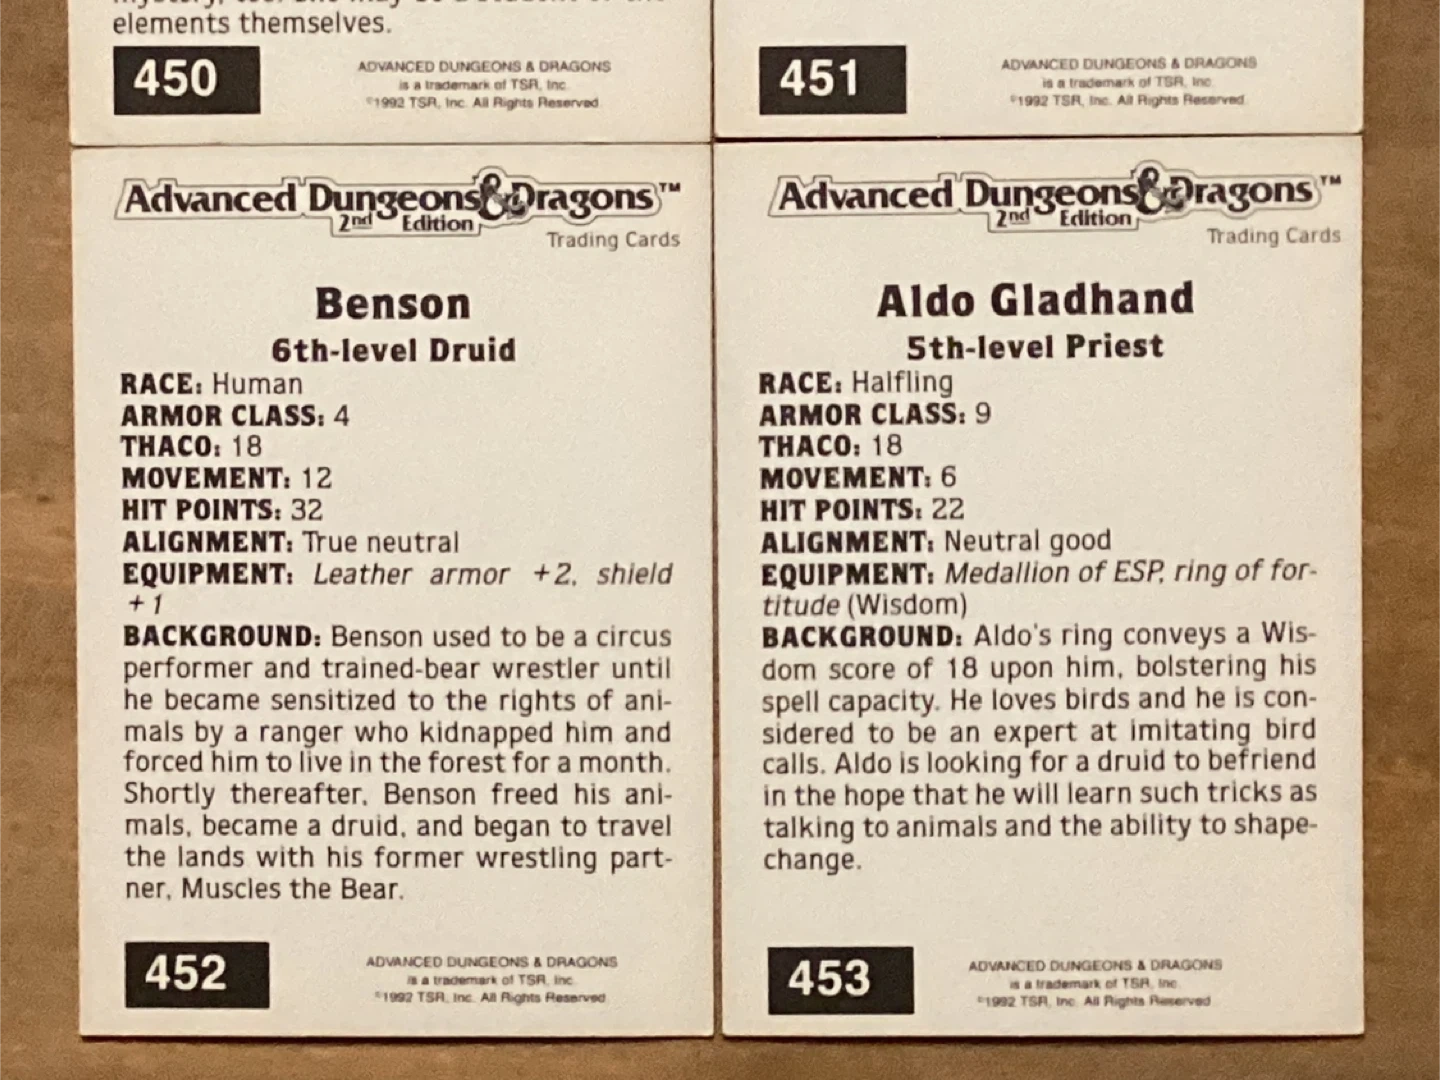 elements themselves.
450
ADVANCED DUNGEONS & DRAGONS
is a trademark of TSR, Inc.
©1992 TSR, Inc. All Rights Reserved.
451
ADVANCED DUNGEONS & DRAGONS
is a trademark of TSR, Inc.
©1992 TSR, Inc. All Rights Reserved.
Advanced Dungeons & Dragons™
2nd Edition
Trading Cards
Benson
6th-level Druid
RACE: Human
ARMOR CLASS: 4
THACO: 18
MOVEMENT: 12
HIT POINTS: 32
ALIGNMENT: True neutral
EQUIPMENT: Leather armor +2, shield
+1
BACKGROUND: Benson used to be a circus
performer and trained-bear wrestler until
he became sensitized to the rights of ani-
mals by a ranger who kidnapped him and
forced him to live in the forest for a month.
Shortly thereafter, Benson freed his ani-
mals, became a druid, and began to travel
the lands with his former wrestling part-
ner, Muscles the Bear.
452
ADVANCED DUNGEONS & DRAGONS
is a trademark of TSR, Inc.
©1992 TSR, Inc. All Rights Reserved.
Advanced Dungeons & Dragons™
2nd Edition
Trading Cards
Aldo Gladhand
5th-level Priest
RACE: Halfling
ARMOR CLASS: 9
THACO: 18
MOVEMENT: 6
HIT POINTS: 22
ALIGNMENT: Neutral good
EQUIPMENT: Medallion of ESP, ring of for-
titude (Wisdom)
BACKGROUND: Aldo's ring conveys a Wis-
dom score of 18 upon him, bolstering his
spell capacity. He loves birds and he is con-
sidered to be an expert at imitating bird
calls. Aldo is looking for a druid to befriend
in the hope that he will learn such tricks as
talking to animals and the ability to shape-
change.
453
ADVANCED DUNGEONS & DRAGONS
is a trademark of TSR, Inc.
©1992 TSR, Inc. All Rights Reserved.